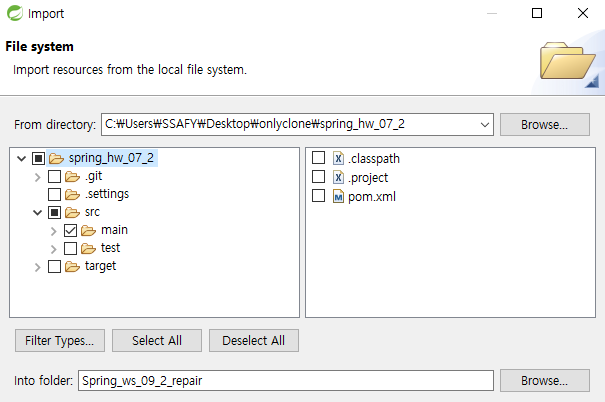 Import
File system
Import resources from the local file system.
From directory: C:₩Users₩SSAFY₩Desktop₩onlyclone₩spring_hw_07_2 Browse...
spring_hw_07_2
.git
.settings
src
main
test
target
.classpath
.project
pom.xml
Filter Types... Select All Deselect All
Into folder: Spring_ws_09_2_repair Browse...